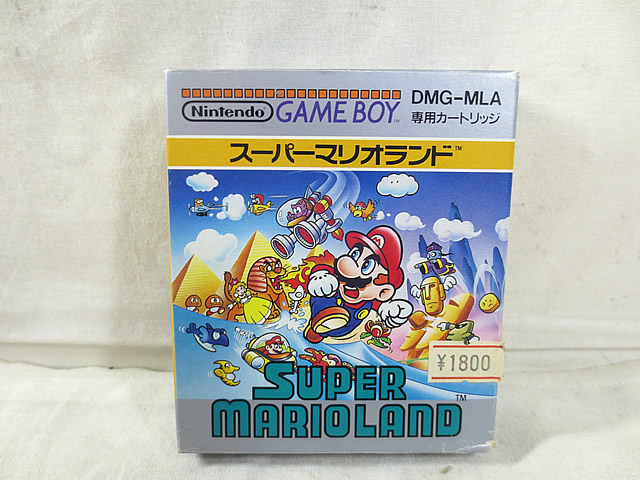 Nintendo GAME BOY™ DMG-MLA
専用カートリッジ
スーパーマリオランド™
¥1800
SUPER
MARIOLAND™